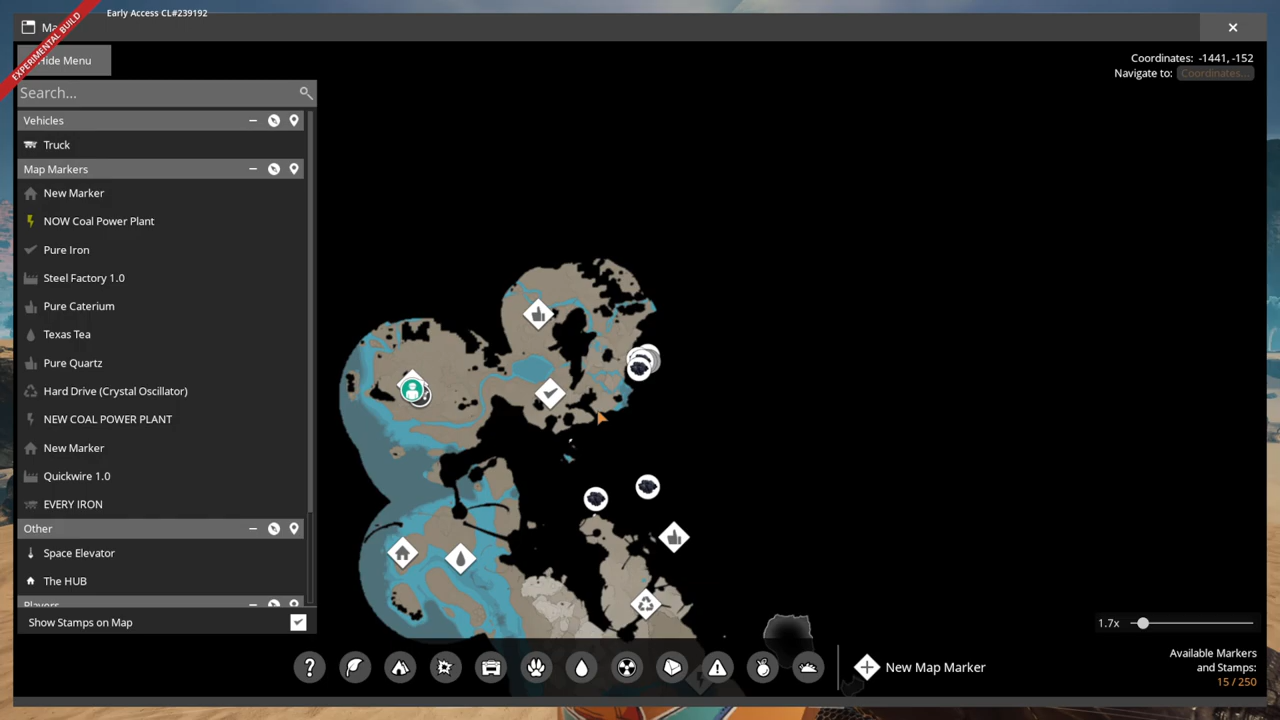 Early Access CL#239192
EXPERIMENTAL BUILD
Ma
Hide Menu
Coordinates: -1441, -152
Navigate to: Coordinates...
Search...
Vehicles
Truck
Map Markers
New Marker
NOW Coal Power Plant
Pure Iron
Steel Factory 1.0
Pure Caterium
Texas Tea
Pure Quartz
Hard Drive (Crystal Oscillator)
NEW COAL POWER PLANT
New Marker
Quickwire 1.0
EVERY IRON
Other
Space Elevator
The HUB
Players
Show Stamps on Map
1.7x
New Map Marker
Available Markers
and Stamps:
15 / 250